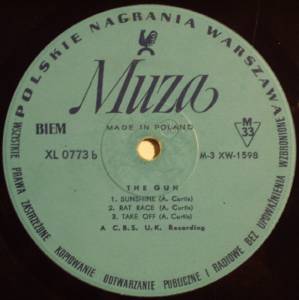 POLSKIE NAGRANIA WARSZAWA
Muza
BIEM
MADE IN POLAND
M
33
XL 0773 b
M-3 XW-1598
THE GUN
1. SUNSHINE (A. Curtis)
2. RAT RACE (A. Curtis)
3. TAKE OFF (A. Curtis)
A C.B.S. U.K. Recording
WSZYSTKIE PRAWA ZASTRZEŻONE KOPIOWANIE ODTWARZANIE PUBLICZNE I RADIOWE BEZ UPOWAŻNIENIA WZBRONIONE